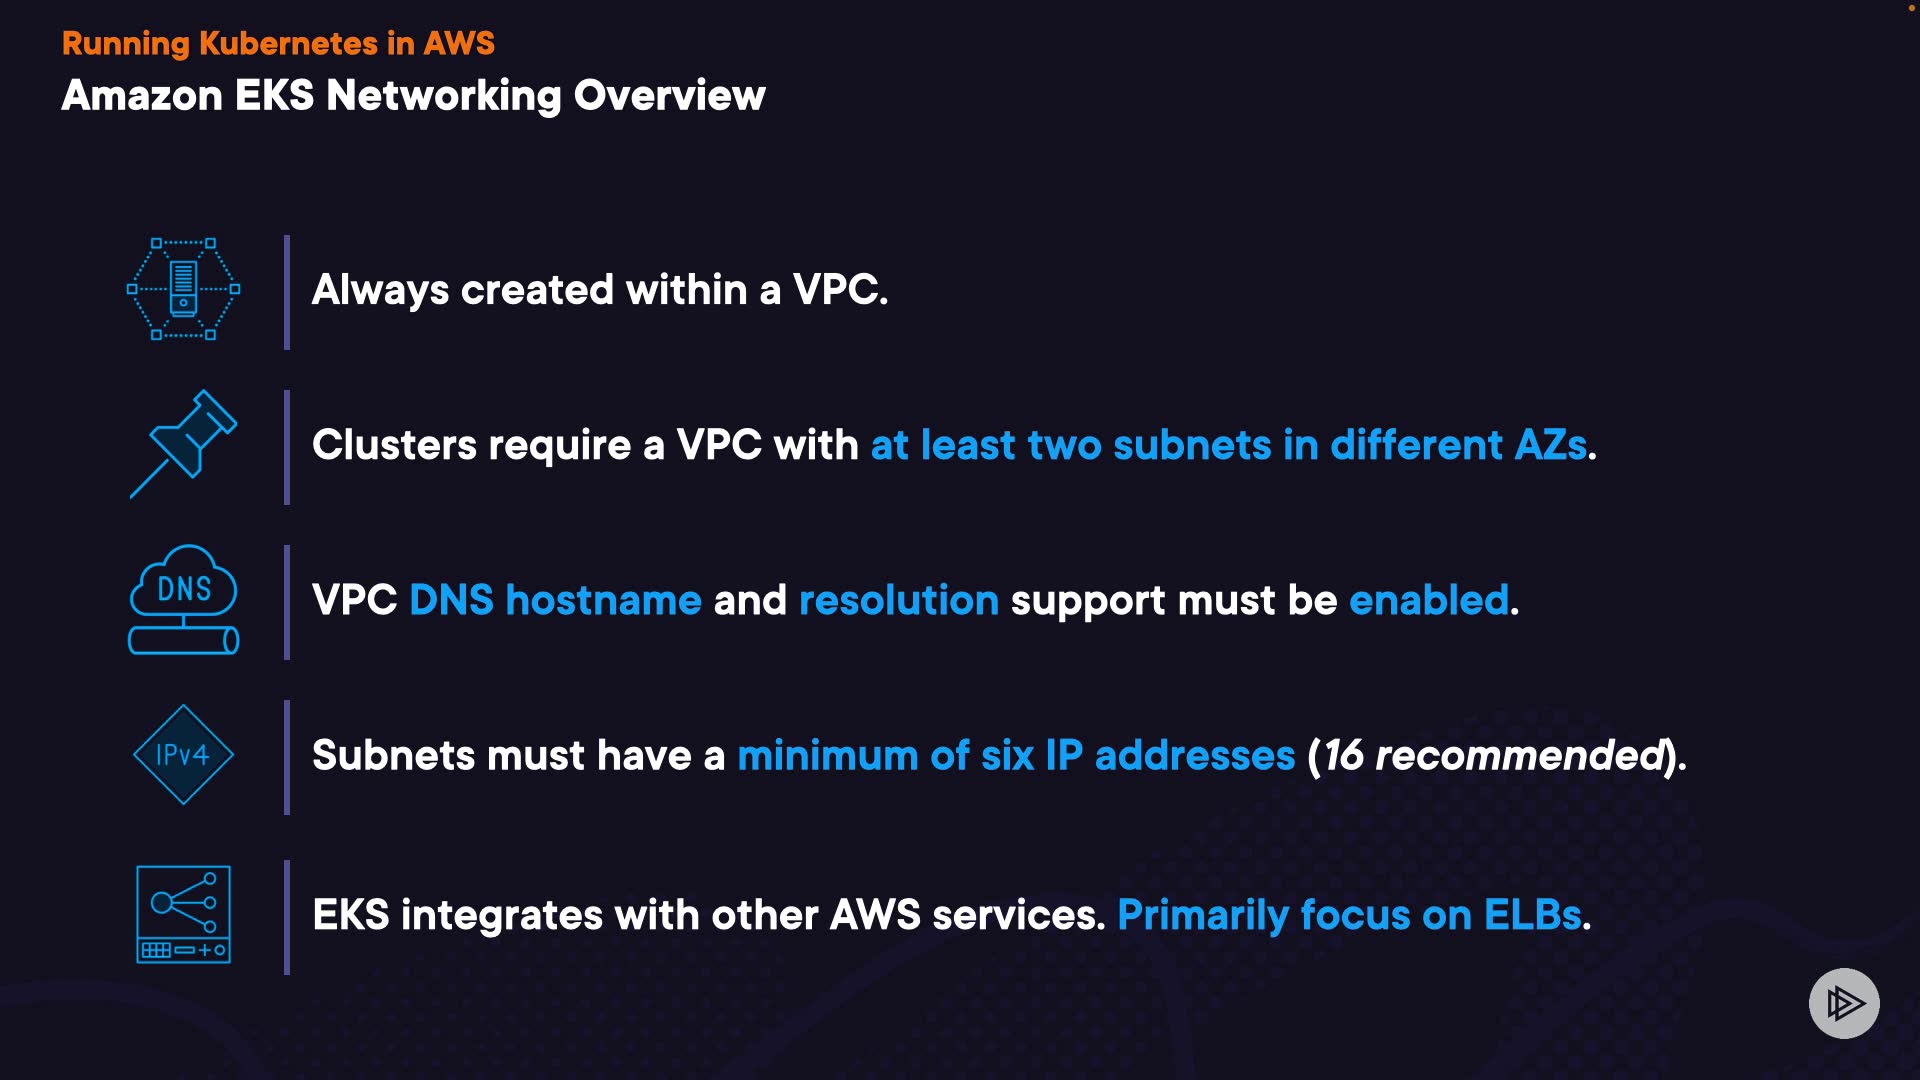 Running Kubernetes in AWS
Amazon EKS Networking Overview
Always created within a VPC.
Clusters require a VPC with at least two subnets in different AZs.
DNS
VPC DNS hostname and resolution support must be enabled.
IPv4
Subnets must have a minimum of six IP addresses (16 recommended).
EKS integrates with other AWS services. Primarily focus on ELBs.